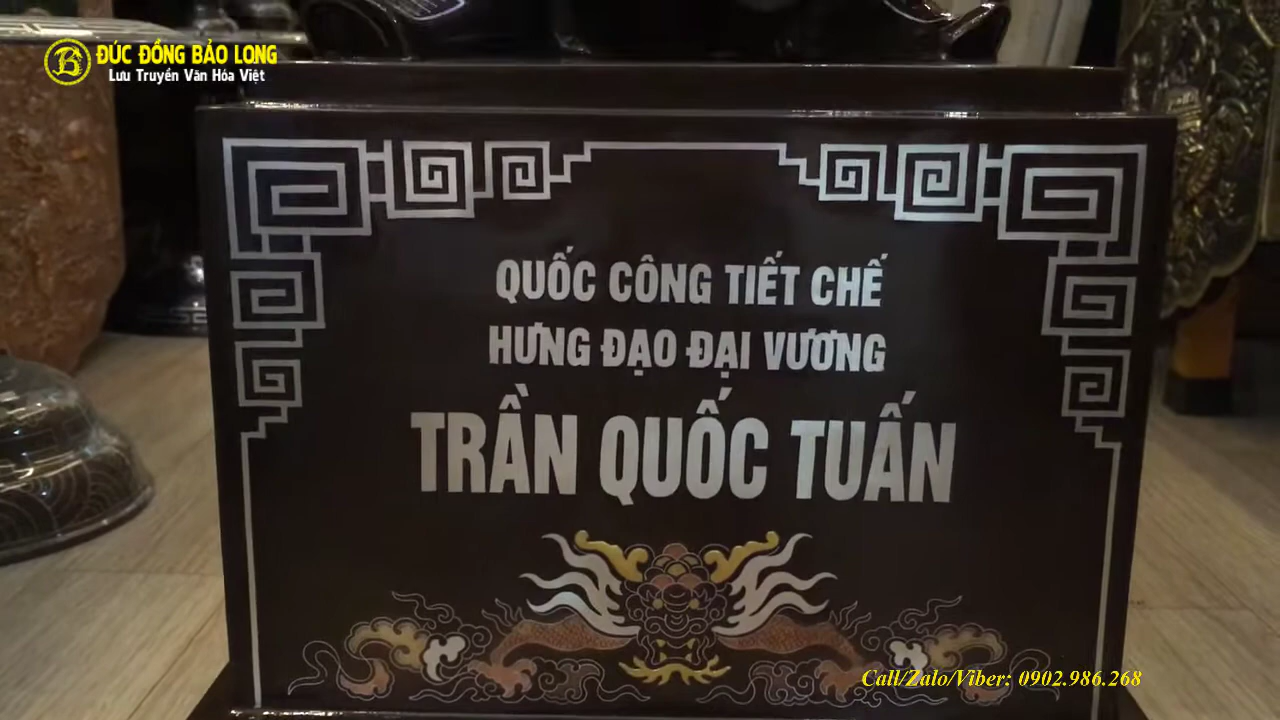 ĐÚC ĐỒNG BẢO LONG
Lưu Truyền Văn Hóa Việt
QUỐC CÔNG TIẾT CHẾ
HƯNG ĐẠO ĐẠI VƯƠNG
TRẦN QUỐC TUẤN
Call/Zalo/Viber: 0902.986.268